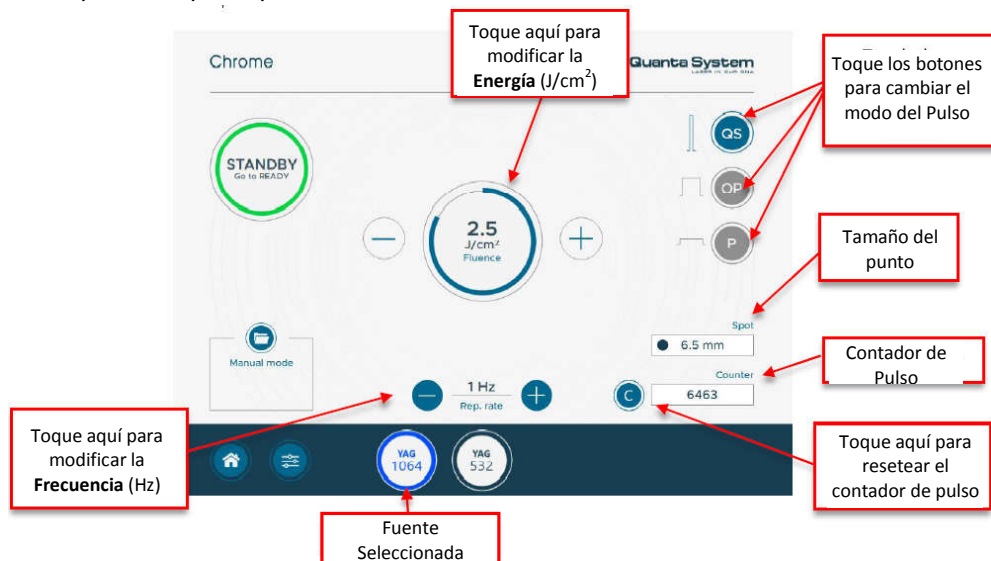 Toque aquí para
modificar la
Energía (J/cm²)
Chrome
Quanta System
Toque los botones
para cambiar el
modo del Pulso
QS
STANDBY
Go to READY
OP
2.5
J/cm²
Fluence
P
Tamaño del
punto
Spot
6.5 mm
Manual mode
Contador de
Pulso
Counter
1 Hz
Rep. rate
C
6463
Toque aquí para
modificar la
Frecuencia (Hz)
YAG
1064
YAG
532
Toque aquí para
resetear el
contador de pulso
Fuente
Seleccionada